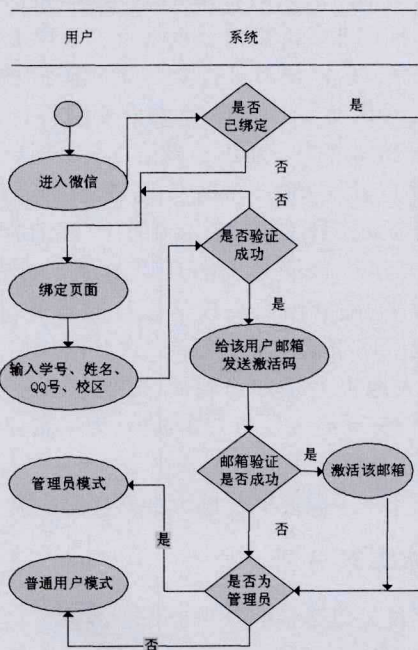 用户
系统
是否
已绑定
是
进入微信
否
否
是否验证
成功
绑定页面
是
输入学号、姓名、
QQ号、校区
给该用户邮箱
发送激活码
邮箱验证
是否成功
是
激活该邮箱
管理员模式
否
是
是否为
管理员
普通用户模式
否